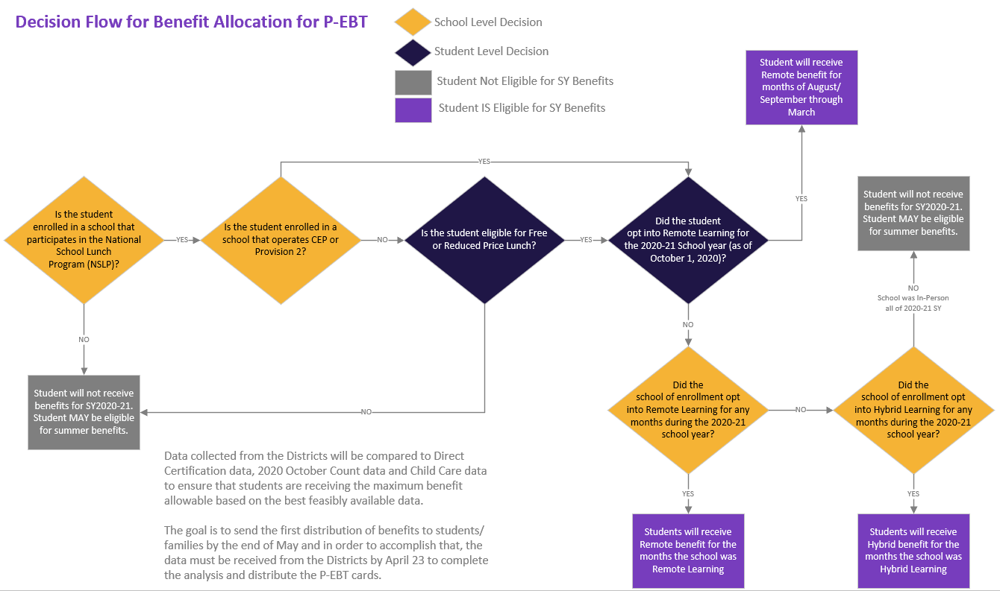 Decision Flow for Benefit Allocation for P-EBT
School Level Decision
Student Level Decision
Student Not Eligible for SY Benefits
Student IS Eligible for SY Benefits
Student will receive
Remote benefit for
months of August/
September through
March
YES
Is the student
enrolled in a school that
participates in the National
School Lunch
Program (NSLP)?
YES
Is the student enrolled in a
school that operates CEP or
Provision 2?
NO
Is the student eligible for Free
or Reduced Price Lunch?
YES
Did the student
opt into Remote Learning for
the 2020-21 School year (as of
October 1, 2020)?
YES
Student will not receive
benefits for SY2020-21.
Student MAY be eligible
for summer benefits.
NO
School was In-Person
all of 2020-21 SY
NO
NO
Student will not receive
benefits for SY2020-21.
Student MAY be eligible
for summer benefits.
NO
Did the
school of enrollment opt
into Remote Learning for any
months during the 2020-21
school year?
NO
Did the
school of enrollment opt
into Hybrid Learning for any
months during the 2020-21
school year?
YES
YES
Students will receive
Remote benefit for the
months the school was
Remote Learning
Students will receive
Hybrid benefit for the
months the school was
Hybrid Learning
Data collected from the Districts will be compared to Direct
Certification data, 2020 October Count data and Child Care data
to ensure that students are receiving the maximum benefit
allowable based on the best feasibly available data.
The goal is to send the first distribution of benefits to students/
families by the end of May and in order to accomplish that, the
data must be received from the Districts by April 23 to complete
the analysis and distribute the P-EBT cards.